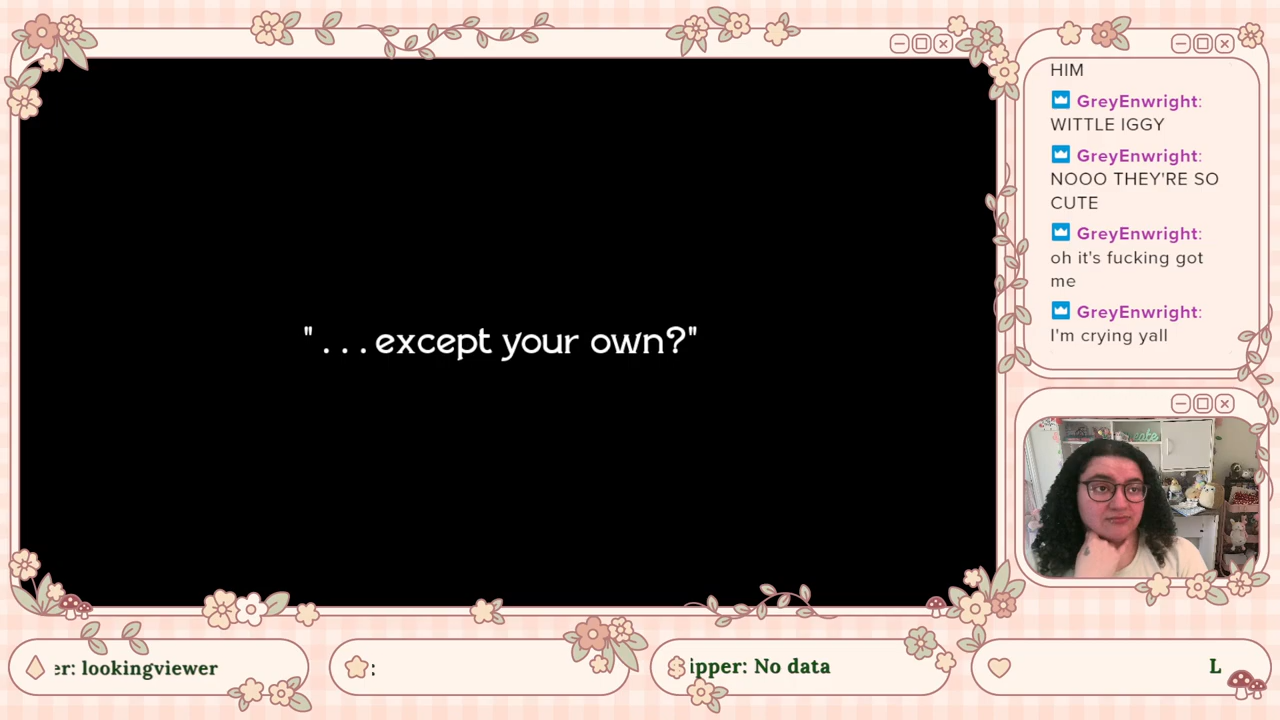 HIM
GreyEnwright:
WITTLE IGGY
GreyEnwright:
NOOO THEY'RE SO
CUTE
GreyEnwright:
oh it's fucking got
me
GreyEnwright:
I'm crying yall
"...except your own?"
er: lookingviewer
:
ipper: No data
L